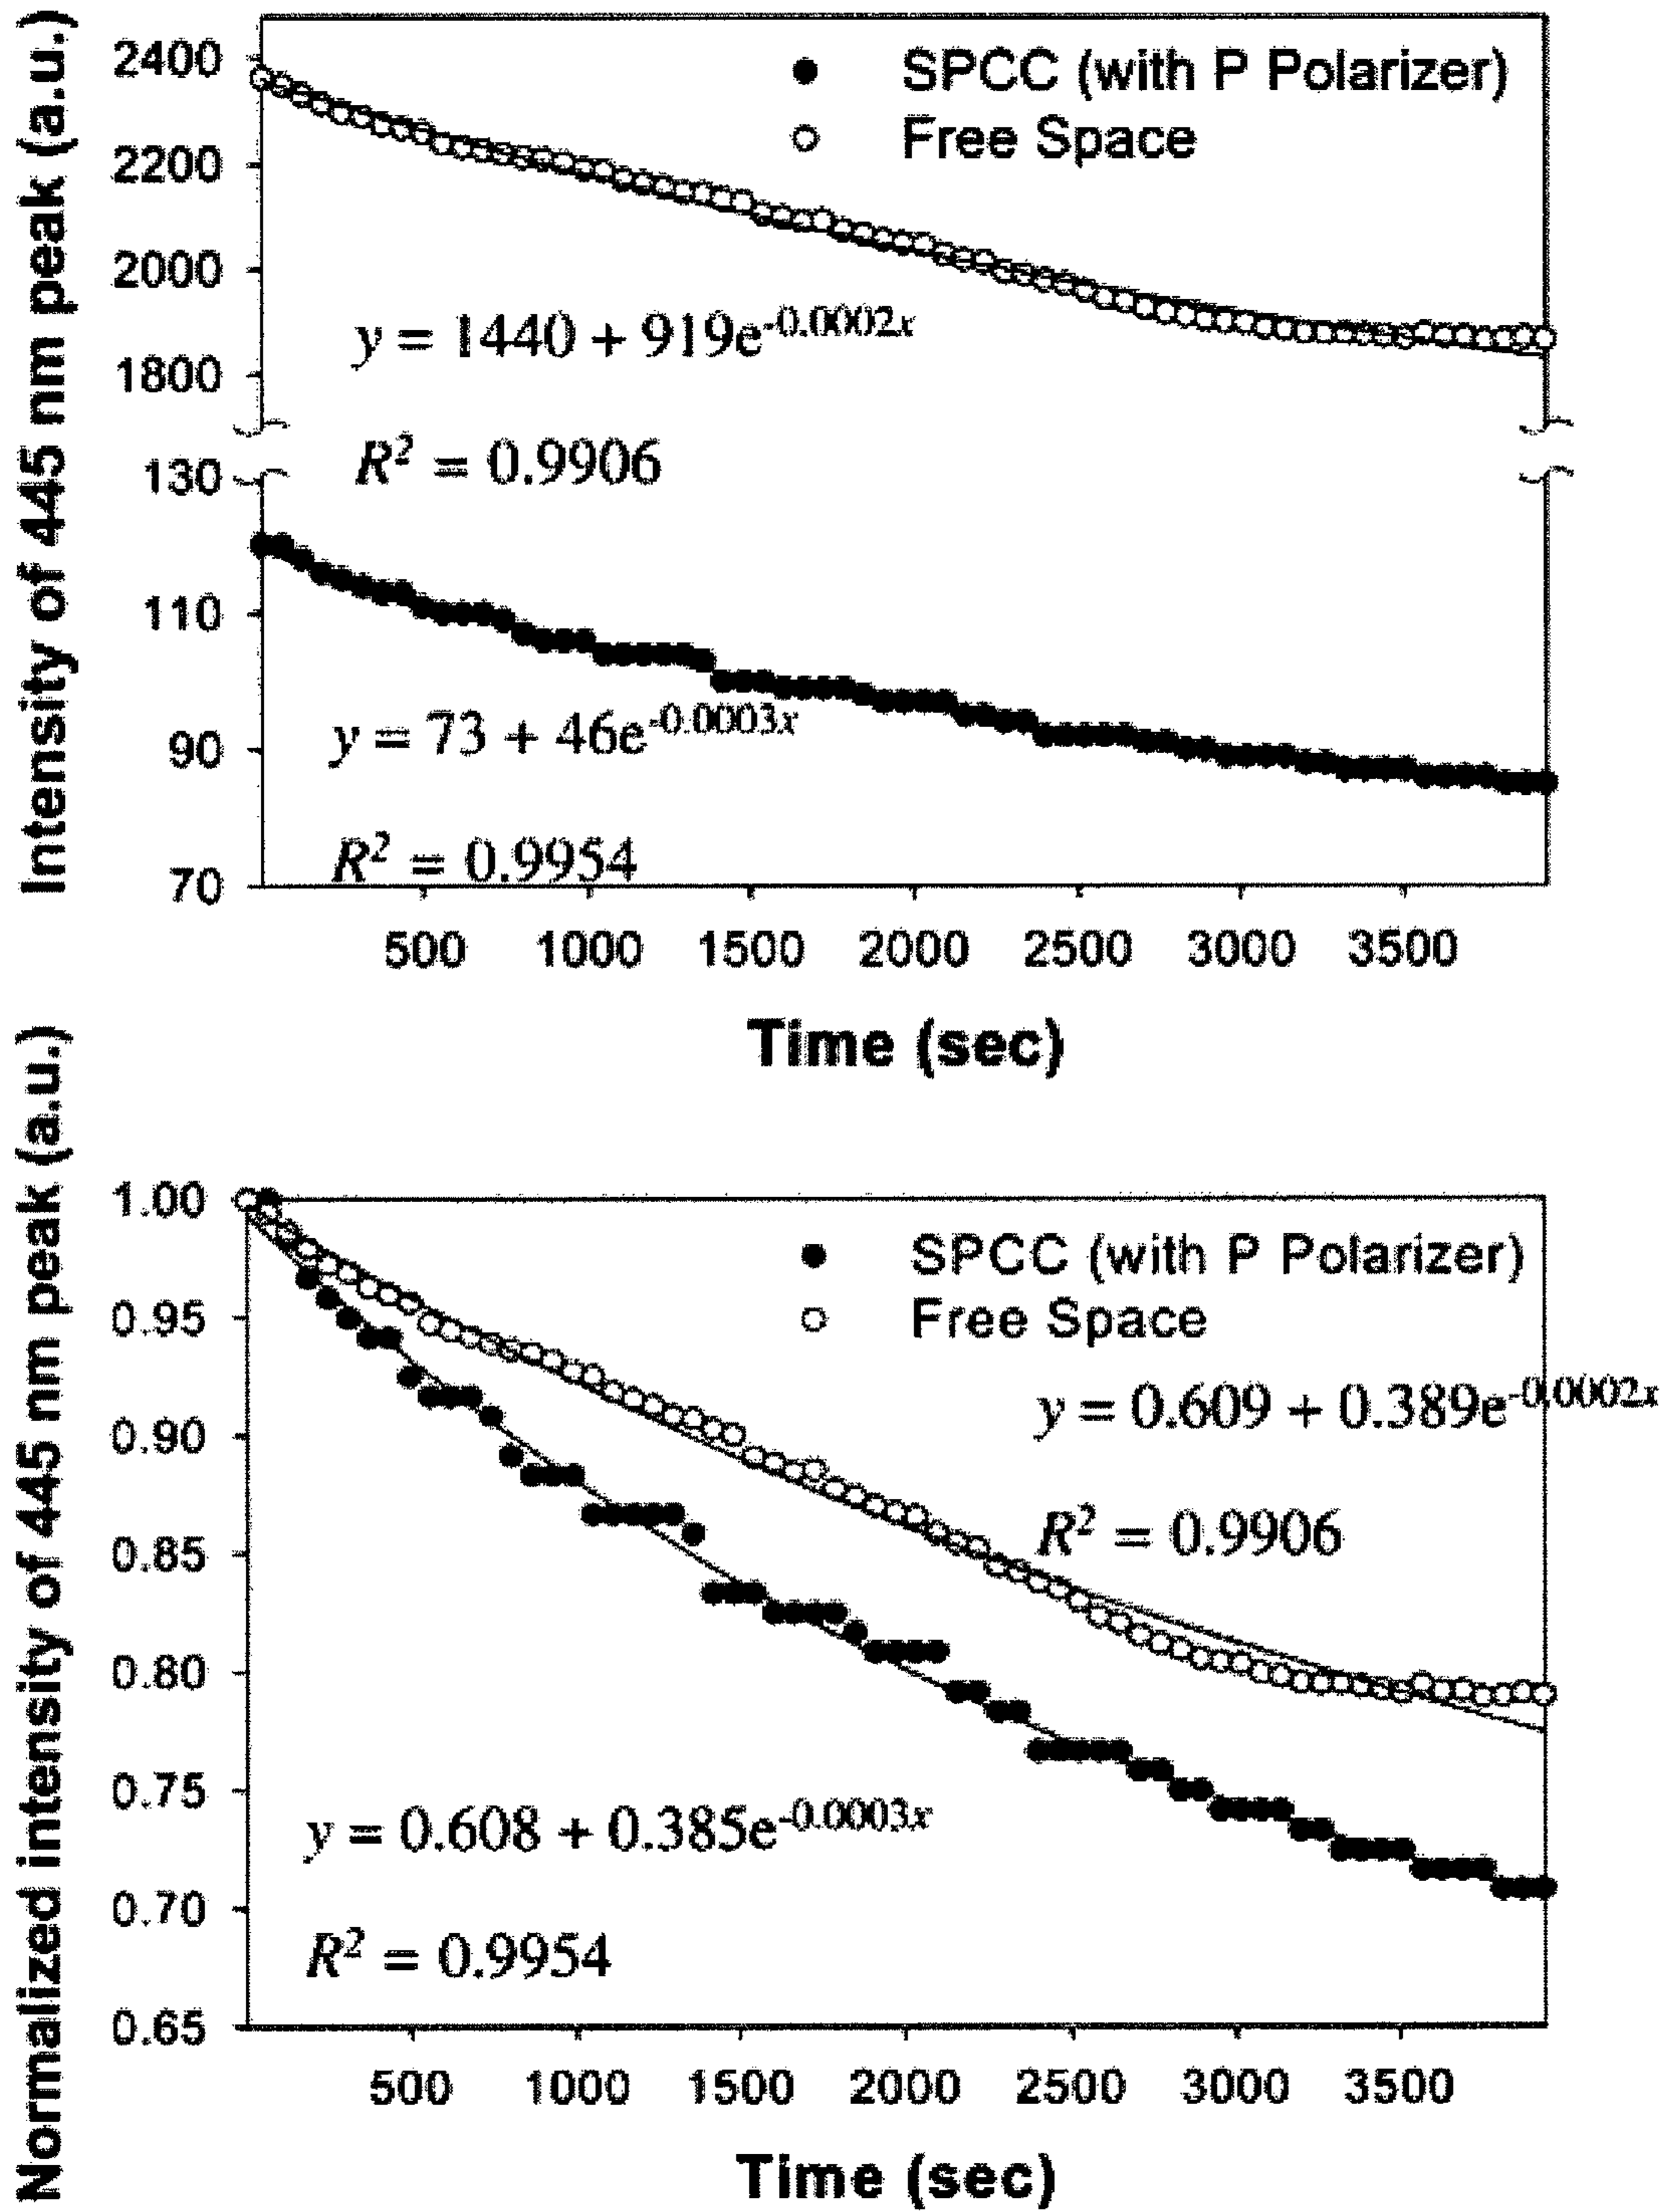 Intensity of 445 nm peak (a.u.)
2400
2200
2000
1800
130
110
90
70
SPCC (with P Polarizer)
Free Space
y = 1440 + 919e^-0.0002x
R² = 0.9906
y = 73 + 46e^-0.0003x
R² = 0.9954
500 1000 1500 2000 2500 3000 3500
Time (sec)
Normalized intensity of 445 nm peak (a.u.)
1.00
0.95
0.90
0.85
0.80
0.75
0.70
0.65
SPCC (with P Polarizer)
Free Space
y = 0.609 + 0.389e^-0.0002x
R² = 0.9906
y = 0.608 + 0.385e^-0.0003x
R² = 0.9954
500 1000 1500 2000 2500 3000 3500
Time (sec)